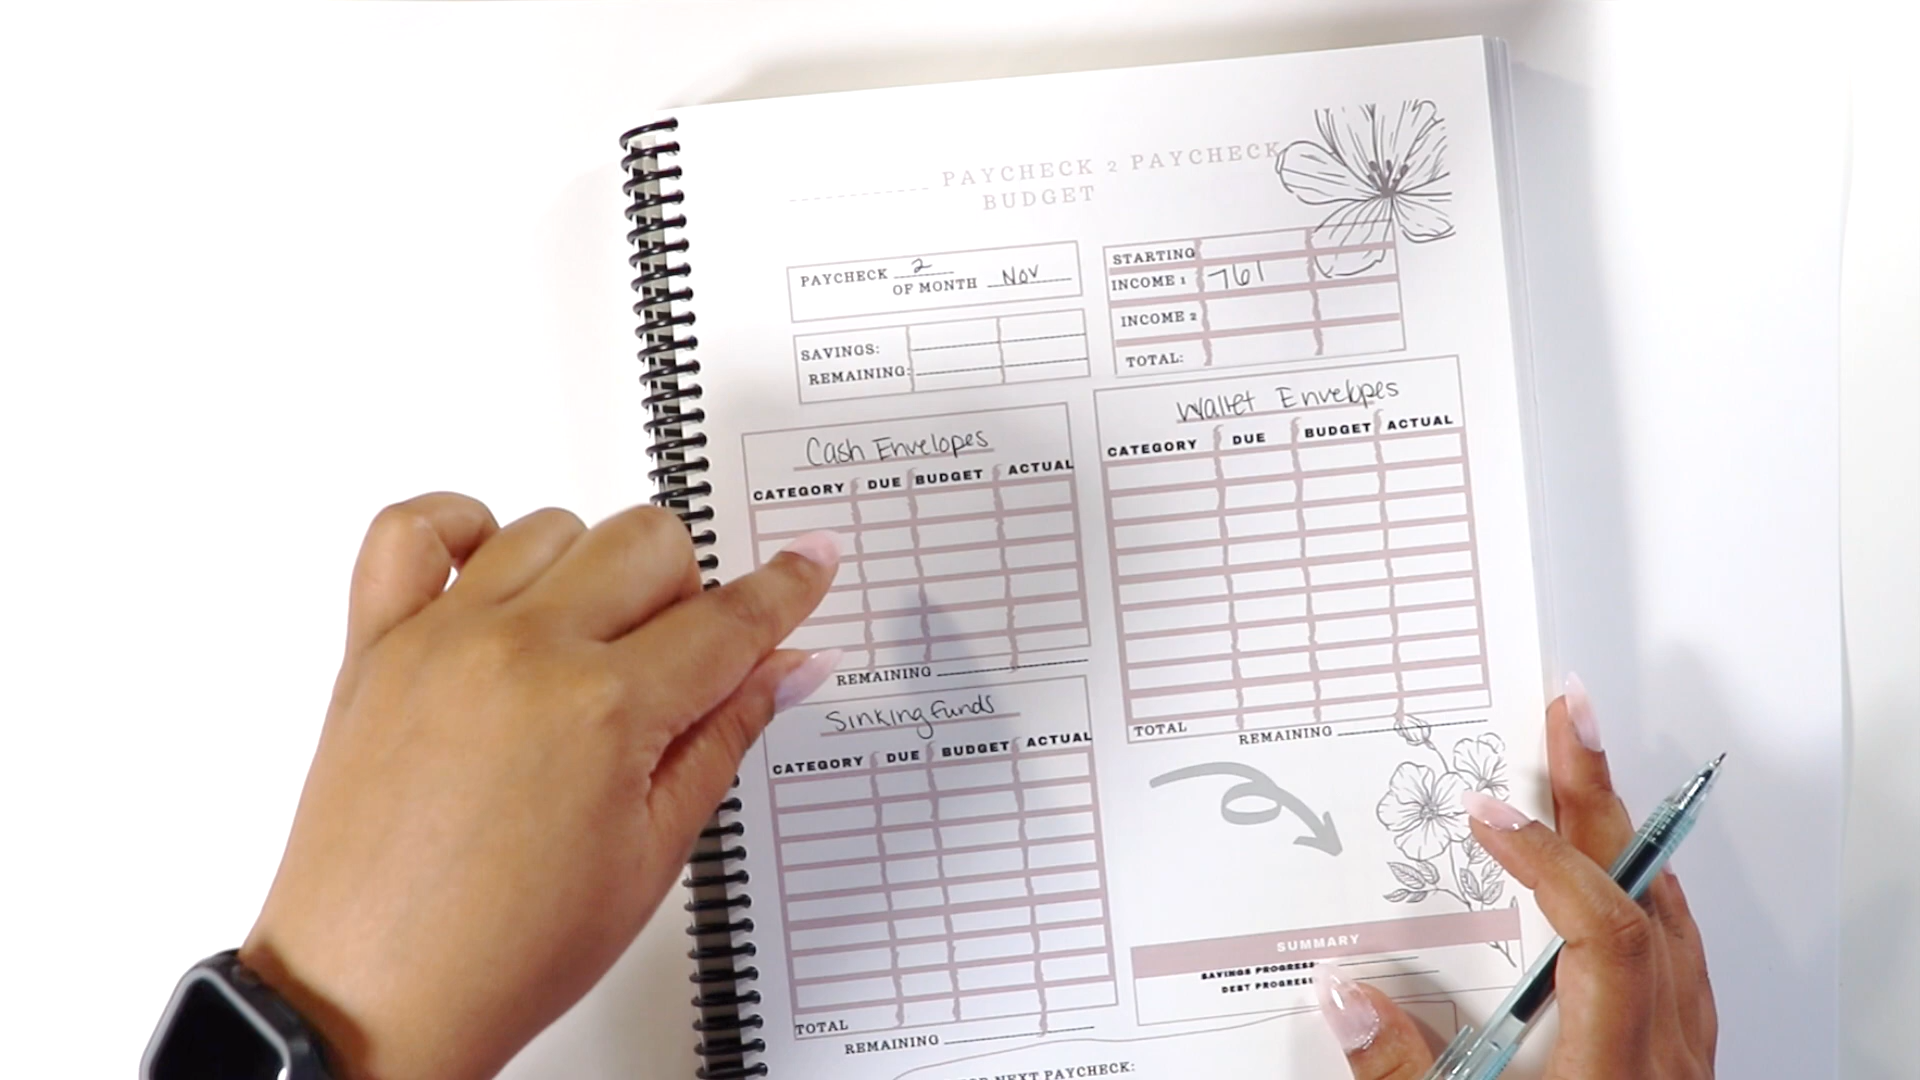 PAYCHECK 2 PAYCHECK
BUDGET
PAYCHECK 2
OF MONTH Nov
SAVINGS:
REMAINING:
STARTING
INCOME 1 761
INCOME 2
TOTAL:
Cash Envelopes
CATEGORY DUE BUDGET ACTUAL
REMAINING
Sinking Funds
CATEGORY DUE BUDGET ACTUAL
TOTAL
REMAINING
Wallet Envelopes
CATEGORY DUE BUDGET ACTUAL
TOTAL
REMAINING
SUMMARY
SAVINGS PROGRESS
DEBT PROGRESS
NEXT PAYCHECK: